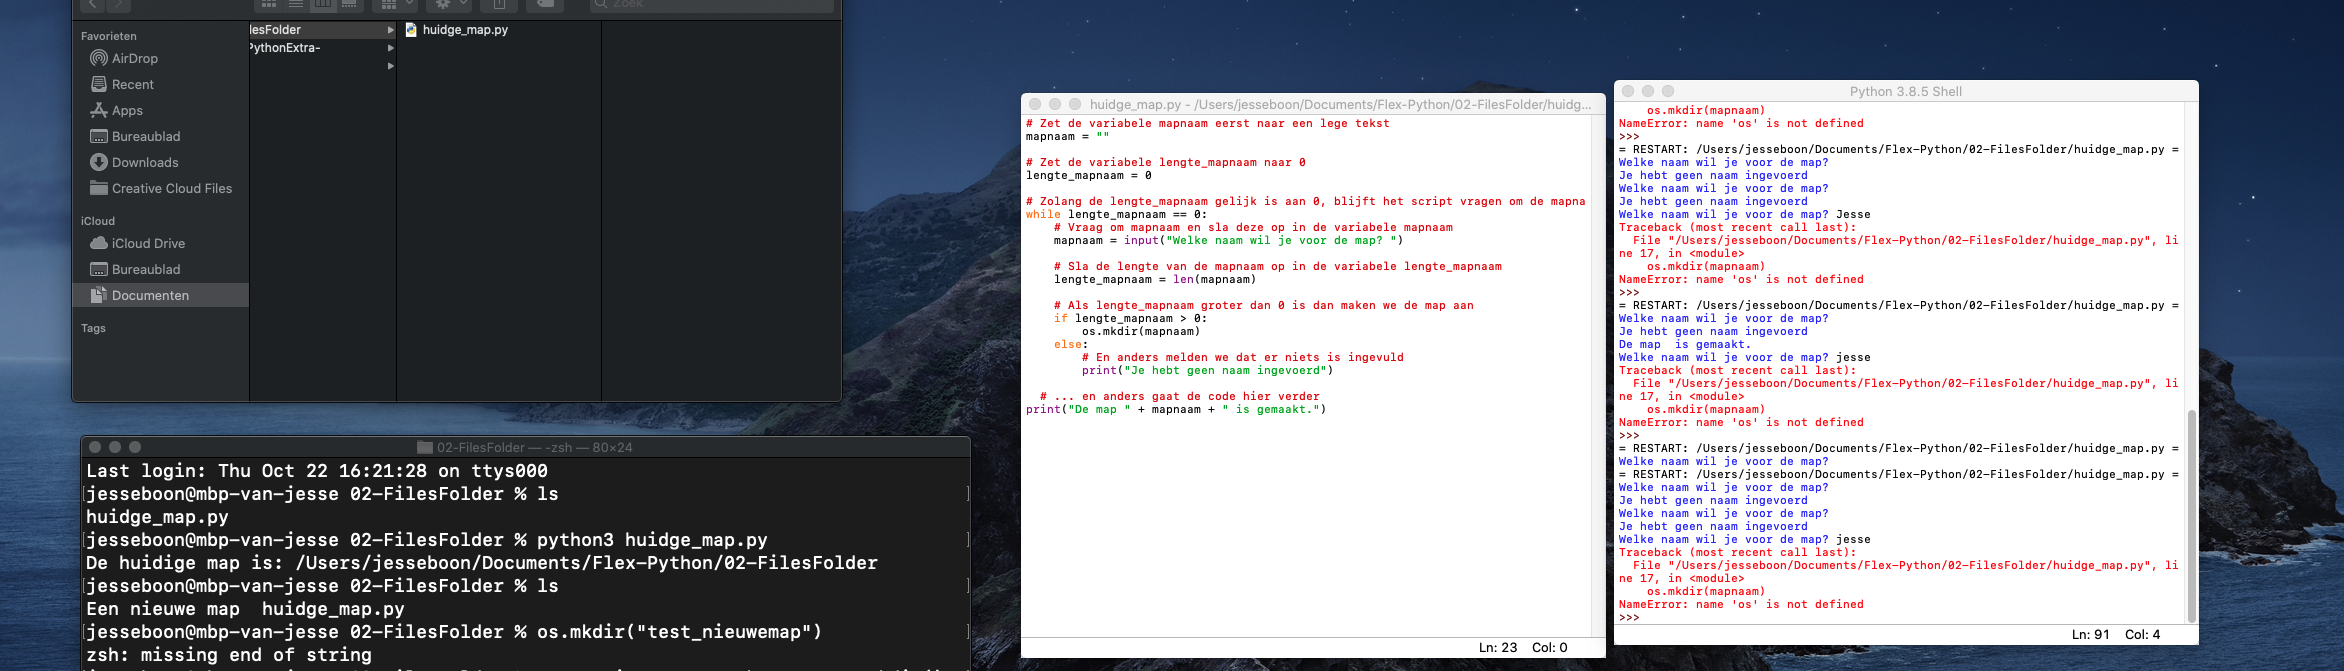 Zoek
Favorieten
AirDrop
Recent
Apps
Bureaublad
Downloads
Creative Cloud Files
iCloud
iCloud Drive
Bureaublad
Documenten
Tags
lesFolder
PythonExtra-
huidge_map.py
02-FilesFolder — -zsh — 80×24
Last login: Thu Oct 22 16:21:28 on ttys000
[jesseboon@mbp-van-jesse 02-FilesFolder % ls ]
huidge_map.py
[jesseboon@mbp-van-jesse 02-FilesFolder % python3 huidge_map.py ]
De huidige map is: /Users/jesseboon/Documents/Flex-Python/02-FilesFolder
[jesseboon@mbp-van-jesse 02-FilesFolder % ls ]
Een nieuwe map  huidge_map.py
[jesseboon@mbp-van-jesse 02-FilesFolder % os.mkdir("test_nieuwemap") ]
zsh: missing end of string
huidge_map.py - /Users/jesseboon/Documents/Flex-Python/02-FilesFolder/huidg...
# Zet de variabele mapnaam eerst naar een lege tekst
mapnaam = ""
# Zet de variabele lengte_mapnaam naar 0
lengte_mapnaam = 0
# Zolang de lengte_mapnaam gelijk is aan 0, blijft het script vragen om de mapna
while lengte_mapnaam == 0:
    # Vraag om mapnaam en sla deze op in de variabele mapnaam
    mapnaam = input("Welke naam wil je voor de map? ")
    # Sla de lengte van de mapnaam op in de variabele lengte_mapnaam
    lengte_mapnaam = len(mapnaam)
    # Als lengte_mapnaam groter dan 0 is dan maken we de map aan
    if lengte_mapnaam > 0:
        os.mkdir(mapnaam)
    else:
        # En anders melden we dat er niets is ingevuld
        print("Je hebt geen naam ingevoerd")
  # ... en anders gaat de code hier verder
print("De map " + mapnaam + " is gemaakt.")
Ln: 23 Col: 0
Python 3.8.5 Shell
    os.mkdir(mapnaam)
NameError: name 'os' is not defined
>>>
= RESTART: /Users/jesseboon/Documents/Flex-Python/02-FilesFolder/huidge_map.py =
Welke naam wil je voor de map?
Je hebt geen naam ingevoerd
Welke naam wil je voor de map?
Je hebt geen naam ingevoerd
Welke naam wil je voor de map? Jesse
Traceback (most recent call last):
  File "/Users/jesseboon/Documents/Flex-Python/02-FilesFolder/huidge_map.py", li
ne 17, in <module>
    os.mkdir(mapnaam)
NameError: name 'os' is not defined
>>>
= RESTART: /Users/jesseboon/Documents/Flex-Python/02-FilesFolder/huidge_map.py =
Welke naam wil je voor de map?
Je hebt geen naam ingevoerd
De map  is gemaakt.
Welke naam wil je voor de map? jesse
Traceback (most recent call last):
  File "/Users/jesseboon/Documents/Flex-Python/02-FilesFolder/huidge_map.py", li
ne 17, in <module>
    os.mkdir(mapnaam)
NameError: name 'os' is not defined
>>>
= RESTART: /Users/jesseboon/Documents/Flex-Python/02-FilesFolder/huidge_map.py =
Welke naam wil je voor de map?
= RESTART: /Users/jesseboon/Documents/Flex-Python/02-FilesFolder/huidge_map.py =
Welke naam wil je voor de map?
Je hebt geen naam ingevoerd
Welke naam wil je voor de map?
Je hebt geen naam ingevoerd
Welke naam wil je voor de map? jesse
Traceback (most recent call last):
  File "/Users/jesseboon/Documents/Flex-Python/02-FilesFolder/huidge_map.py", li
ne 17, in <module>
    os.mkdir(mapnaam)
NameError: name 'os' is not defined
>>>
Ln: 91 Col: 4